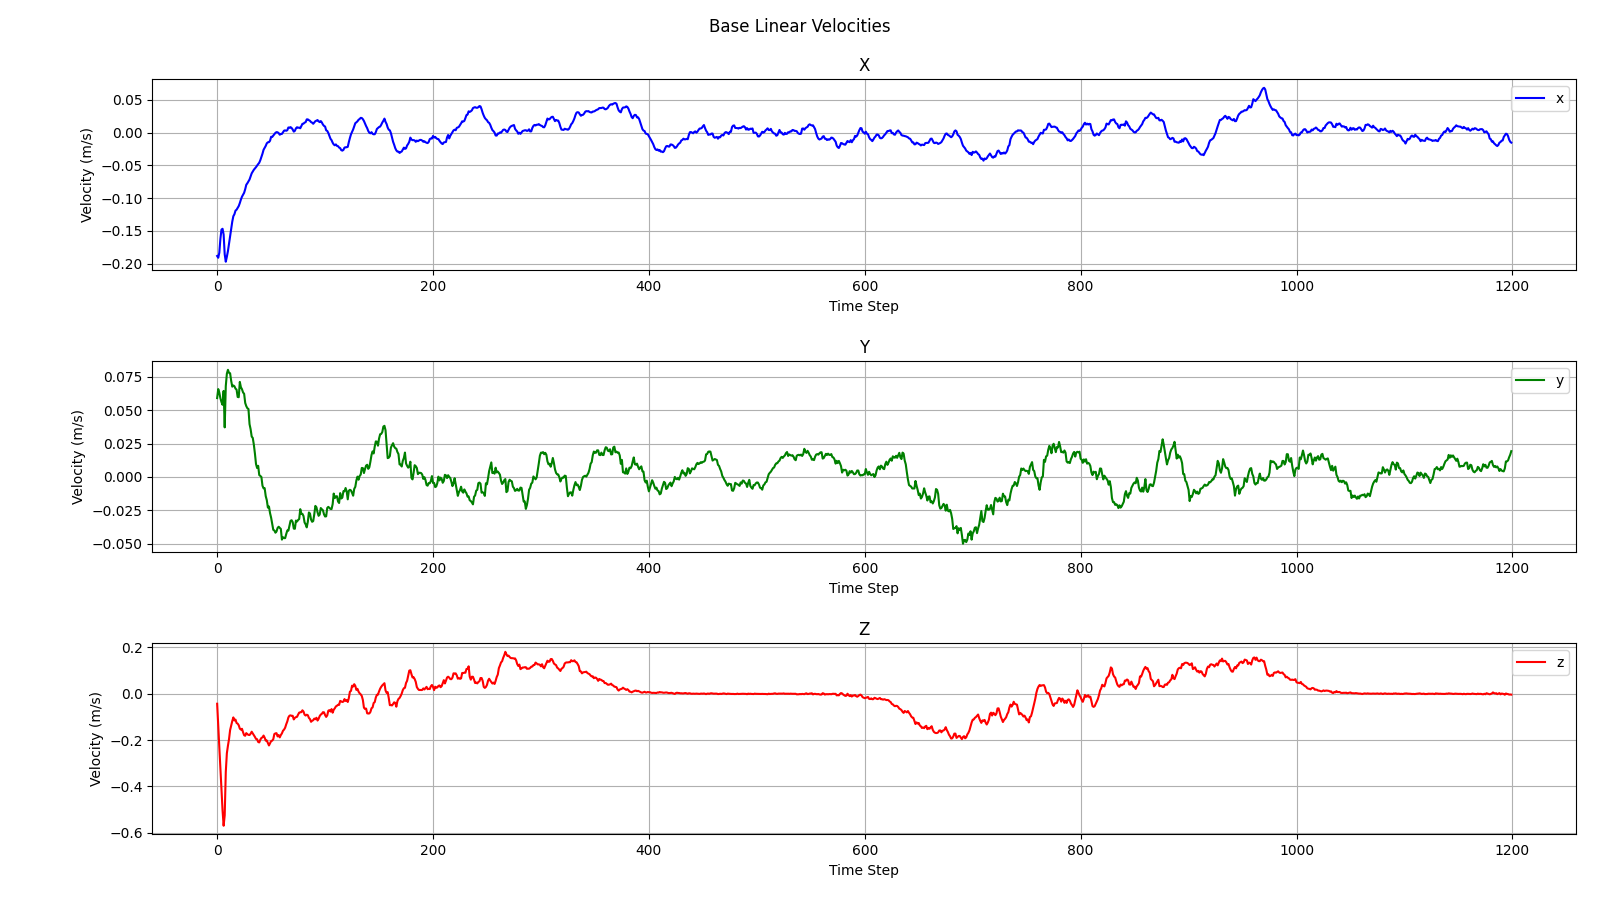 Base Linear Velocities
X
0.05
0.00
−0.05
−0.10
−0.15
−0.20
Velocity (m/s)
x
0 200 400 600 800 1000 1200
Time Step
Y
0.075
0.050
0.025
0.000
−0.025
−0.050
Velocity (m/s)
y
0 200 400 600 800 1000 1200
Time Step
Z
0.2
0.0
−0.2
−0.4
−0.6
Velocity (m/s)
z
0 200 400 600 800 1000 1200
Time Step